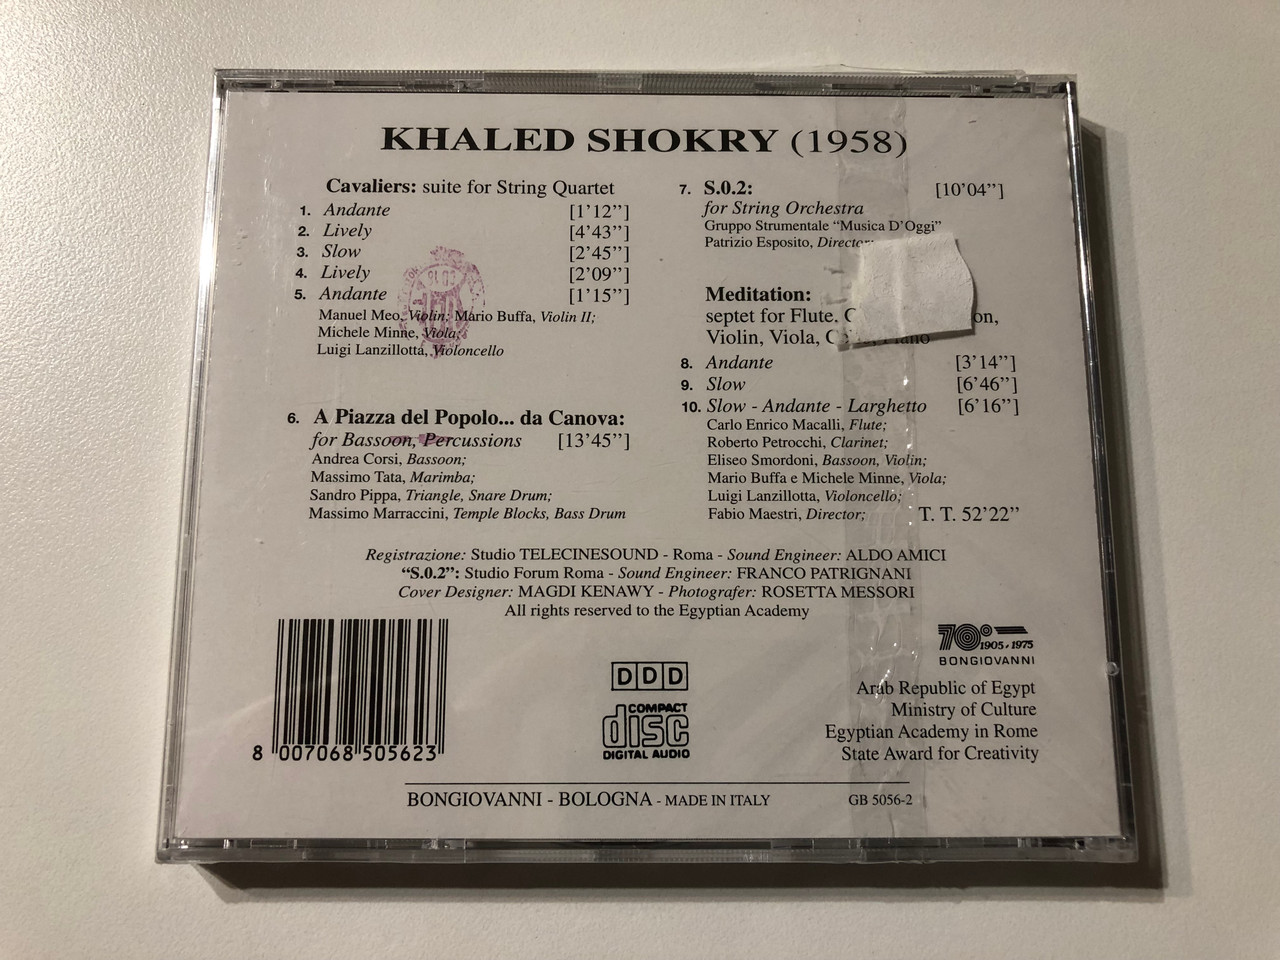 KHALED SHOKRY (1958)
Cavaliers: suite for String Quartet
1. Andante [1'12"]
2. Lively [4'43"]
3. Slow [2'45"]
4. Lively [2'09"]
5. Andante [1'15"]
Manuel Meo, Violin; Mario Buffa, Violin II;
Michele Minne, Viola;
Luigi Lanzillotta, Violoncello
6. A Piazza del Popolo... da Canova:
for Bassoon, Percussions [13'45"]
Andrea Corsi, Bassoon;
Massimo Tata, Marimba;
Sandro Pippa, Triangle, Snare Drum;
Massimo Marraccini, Temple Blocks, Bass Drum
7. S.0.2: [10'04"]
for String Orchestra
Gruppo Strumentale "Musica D'Oggi"
Patrizio Esposito, Director
Meditation:
septet for Flute,
Violin, Viola,
8. Andante [3'14"]
9. Slow [6'46"]
10. Slow - Andante - Larghetto [6'16"]
Carlo Enrico Macalli, Flute;
Roberto Petrocchi, Clarinet;
Eliseo Smordoni, Bassoon, Violin;
Mario Buffa e Michele Minne, Viola;
Luigi Lanzillotta, Violoncello;
Fabio Maestri, Director; T. T. 52'22"
Registrazione: Studio TELECINESOUND - Roma - Sound Engineer: ALDO AMICI
"S.0.2": Studio Forum Roma - Sound Engineer: FRANCO PATRIGNANI
Cover Designer: MAGDI KENAWY - Photografer: ROSETTA MESSORI
All rights reserved to the Egyptian Academy
8 007068 505623
DDD
COMPACT
disc
DIGITAL AUDIO
70°
1905-1975
BONGIOVANNI
Arab Republic of Egypt
Ministry of Culture
Egyptian Academy in Rome
State Award for Creativity
BONGIOVANNI - BOLOGNA - MADE IN ITALY GB 5056-2